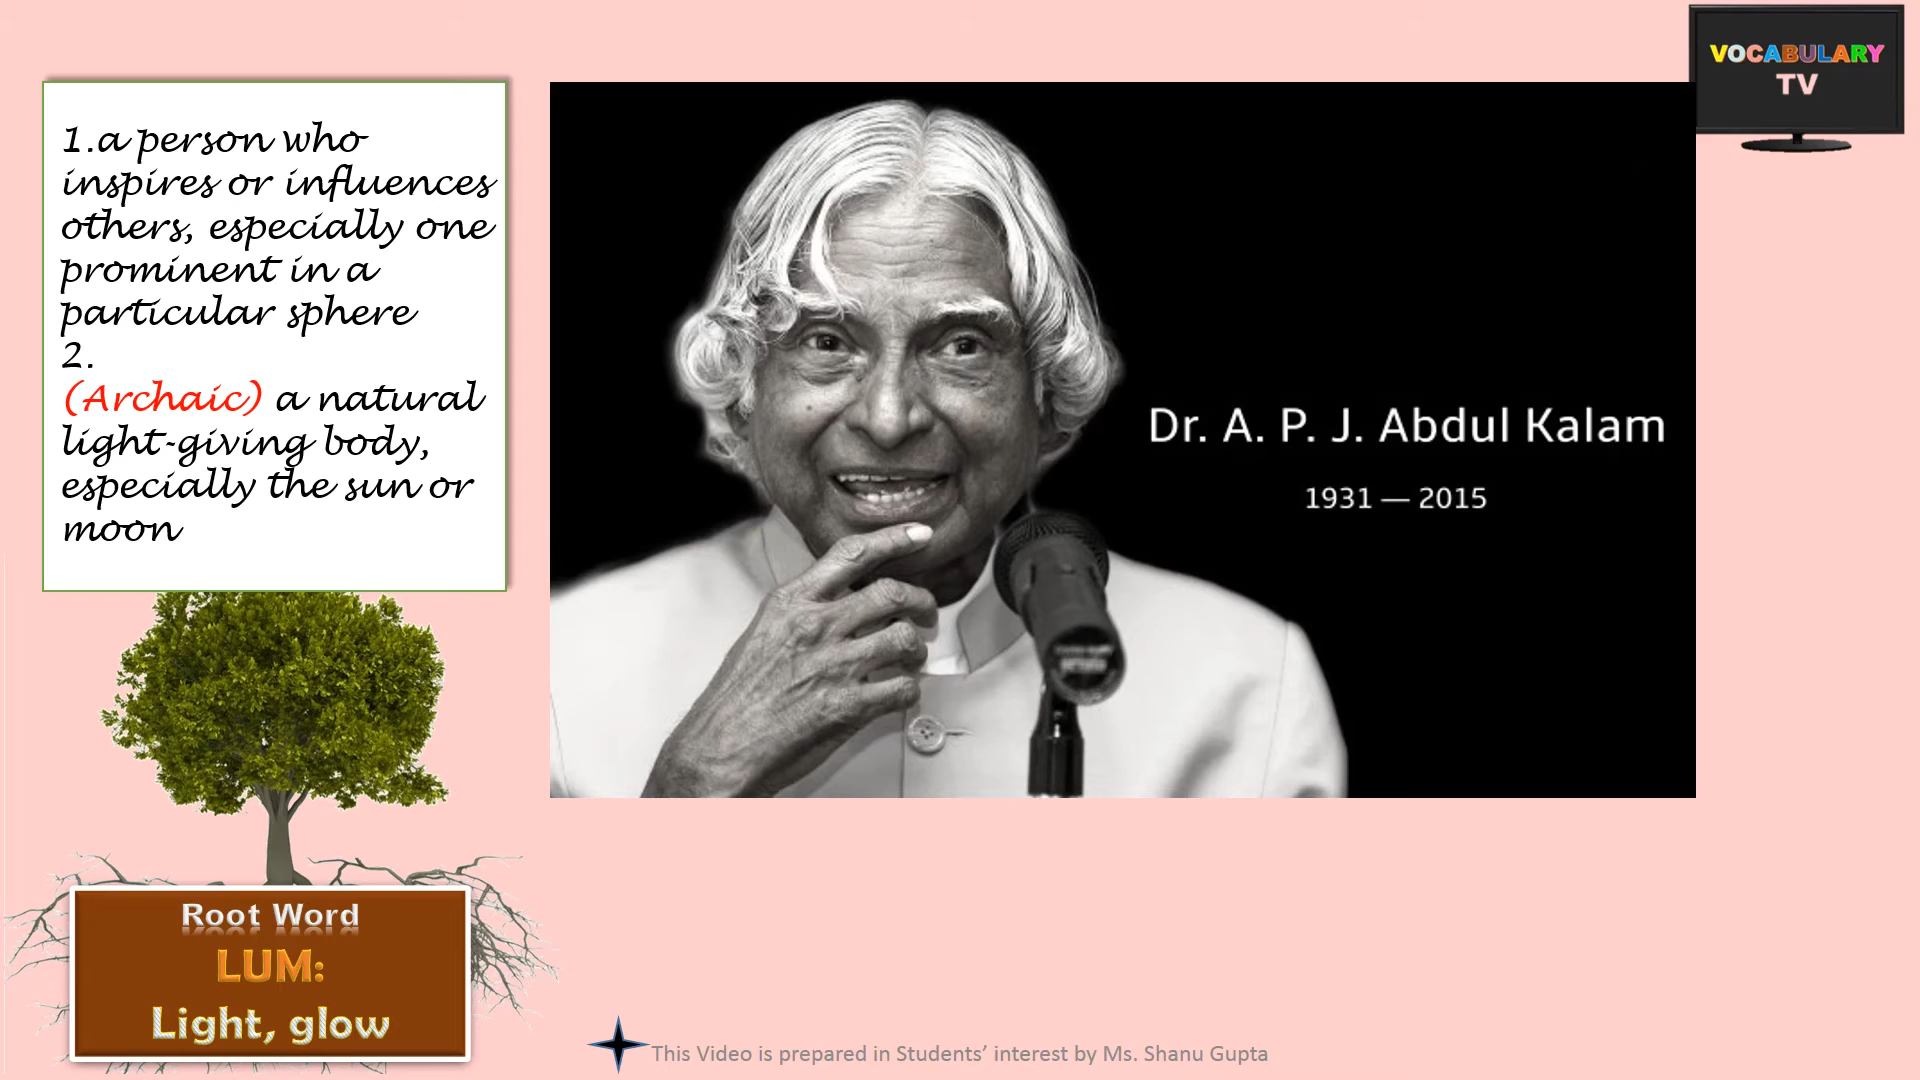 VOCABULARY
TV
1.a person who
inspires or influences
others, especially one
prominent in a
particular sphere
2.
(Archaic) a natural
light-giving body,
especially the sun or
moon
Dr. A. P. J. Abdul Kalam
1931 — 2015
Root Word
LUM:
Light, glow
This Video is prepared in Students’ interest by Ms. Shanu Gupta